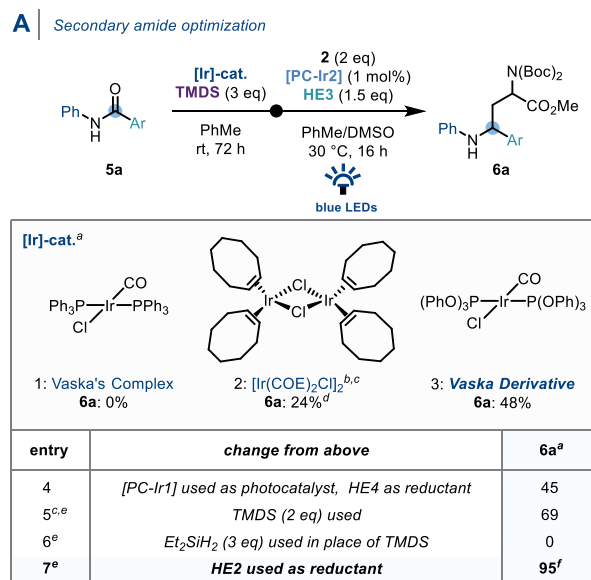 A | Secondary amide optimization
[Ir]-cat.
TMDS (3 eq)
PhMe
rt, 72 h
2 (2 eq)
[PC-Ir2] (1 mol%)
HE3 (1.5 eq)
PhMe/DMSO
30 °C, 16 h
blue LEDs
O
Ph
N
H
Ar
5a
N(Boc)2
CO2Me
Ph
N
H
Ar
6a
[Ir]-cat.a
CO
Ph3P Ir PPh3
Cl
Cl
Ir Ir
Cl
CO
(PhO)3P Ir P(OPh)3
Cl
1: Vaska's Complex
6a: 0%
2: [Ir(COE)2Cl]2b,c
6a: 24%d
3: Vaska Derivative
6a: 48%
entry change from above 6aa
4 [PC-Ir1] used as photocatalyst, HE4 as reductant 45
5c,e TMDS (2 eq) used 69
6e Et2SiH2 (3 eq) used in place of TMDS 0
7e HE2 used as reductant 95f